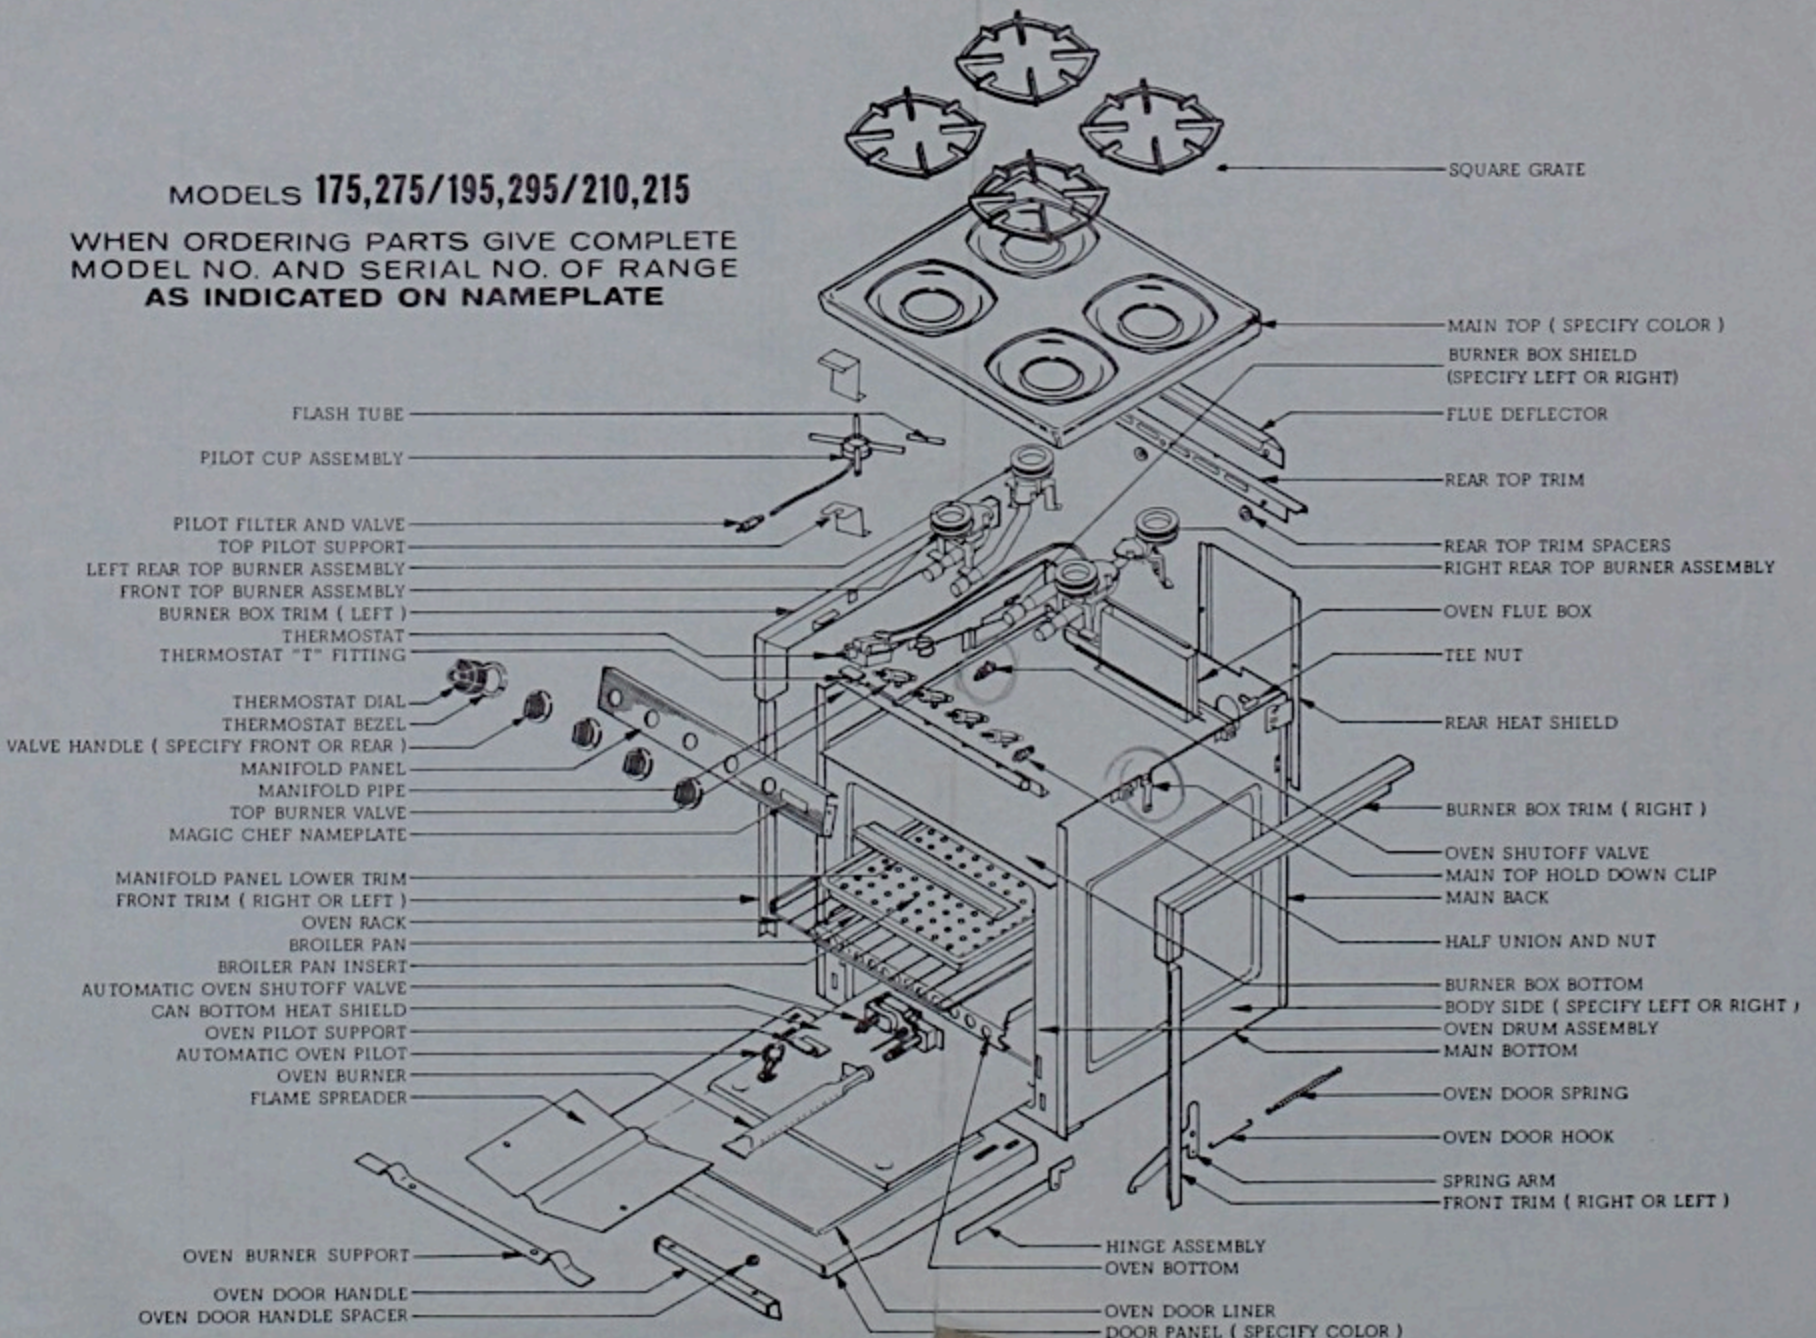 MODELS 175,275/195,295/210,215
WHEN ORDERING PARTS GIVE COMPLETE
MODEL NO. AND SERIAL NO. OF RANGE
AS INDICATED ON NAMEPLATE
FLASH TUBE
PILOT CUP ASSEMBLY
PILOT FILTER AND VALVE
TOP PILOT SUPPORT
LEFT REAR TOP BURNER ASSEMBLY
FRONT TOP BURNER ASSEMBLY
BURNER BOX TRIM ( LEFT )
THERMOSTAT
THERMOSTAT "T" FITTING
THERMOSTAT DIAL
THERMOSTAT BEZEL
VALVE HANDLE ( SPECIFY FRONT OR REAR )
MANIFOLD PANEL
MANIFOLD PIPE
TOP BURNER VALVE
MAGIC CHEF NAMEPLATE
MANIFOLD PANEL LOWER TRIM
FRONT TRIM ( RIGHT OR LEFT )
OVEN RACK
BROILER PAN
BROILER PAN INSERT
AUTOMATIC OVEN SHUTOFF VALVE
CAN BOTTOM HEAT SHIELD
OVEN PILOT SUPPORT
AUTOMATIC OVEN PILOT
OVEN BURNER
FLAME SPREADER
OVEN BURNER SUPPORT
OVEN DOOR HANDLE
OVEN DOOR HANDLE SPACER
SQUARE GRATE
MAIN TOP ( SPECIFY COLOR )
BURNER BOX SHIELD
(SPECIFY LEFT OR RIGHT)
FLUE DEFLECTOR
REAR TOP TRIM
REAR TOP TRIM SPACERS
RIGHT REAR TOP BURNER ASSEMBLY
OVEN FLUE BOX
TEE NUT
REAR HEAT SHIELD
BURNER BOX TRIM ( RIGHT )
OVEN SHUTOFF VALVE
MAIN TOP HOLD DOWN CLIP
MAIN BACK
HALF UNION AND NUT
BURNER BOX BOTTOM
BODY SIDE ( SPECIFY LEFT OR RIGHT )
OVEN DRUM ASSEMBLY
MAIN BOTTOM
OVEN DOOR SPRING
OVEN DOOR HOOK
SPRING ARM
FRONT TRIM ( RIGHT OR LEFT )
HINGE ASSEMBLY
OVEN BOTTOM
OVEN DOOR LINER
DOOR PANEL ( SPECIFY COLOR )